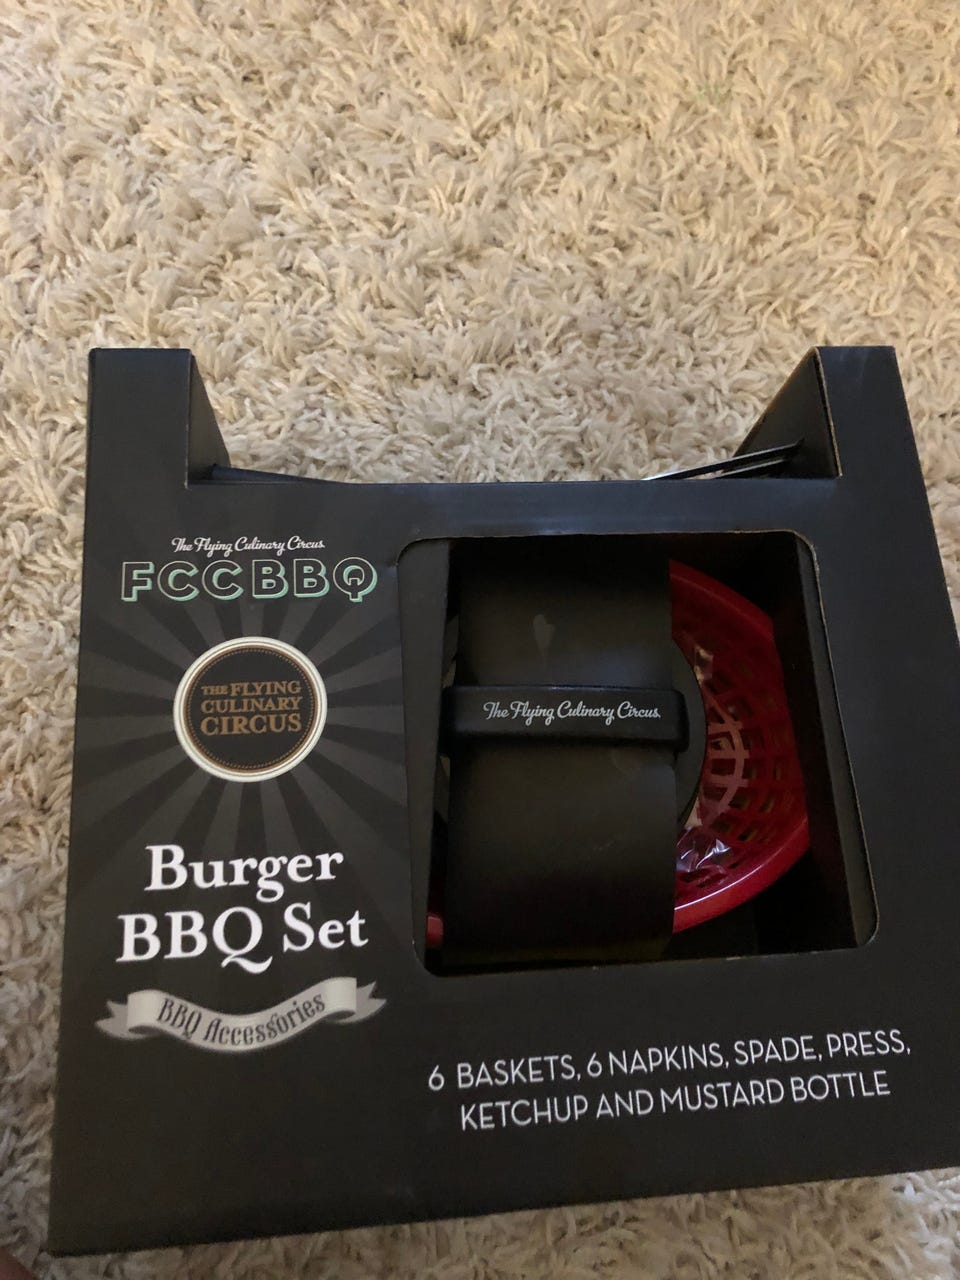 The Flying Culinary Circus
FCCBBQ
THE FLYING
CULINARY
CIRCUS
Burger
BBQ Set
BBQ Accessories
The Flying Culinary Circus
6 BASKETS, 6 NAPKINS, SPADE, PRESS,
KETCHUP AND MUSTARD BOTTLE